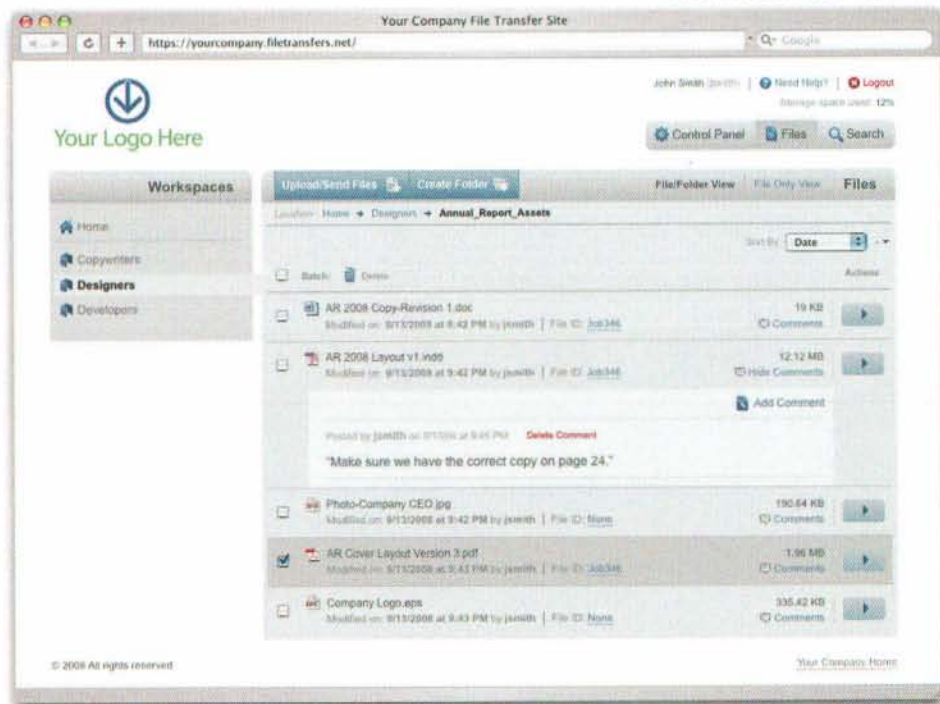 Your Company File Transfer Site
https://yourcompany.filetransfers.net/
Google
John Smith (jsmith) | Need Help? | Logout
Storage space used: 12%
Your Logo Here
Control Panel Files Search
Workspaces
Home
Copywriters
Designers
Developers
Upload/Send Files Create Folder File/Folder View | File Only View Files
Location: Home → Designers → Annual_Report_Assets
Sort By: Date
Batch: Delete Actions
AR 2008 Copy-Revision 1.doc 19 KB
Modified on: 9/13/2008 at 9:43 PM by jsmith | File ID: Job346 Comments
AR 2008 Layout v1.indd 12.12 MB
Modified on: 9/13/2008 at 9:42 PM by jsmith | File ID: Job346 Hide Comments
Add Comment
Posted by jsmith on at PM Delete Comment
"Make sure we have the correct copy on page 24."
Photo-Company CEO.jpg 190.64 KB
Modified on: 9/13/2008 at 9:42 PM by jsmith | File ID: None Comments
AR Cover Layout Version 3.pdf 1.96 MB
Modified on: 9/13/2008 at 9:43 PM by jsmith | File ID: Job346 Comments
Company Logo.eps 335.42 KB
Modified on: 9/13/2008 at 9:43 PM by jsmith | File ID: None Comments
© 2008 All rights reserved Your Company Home